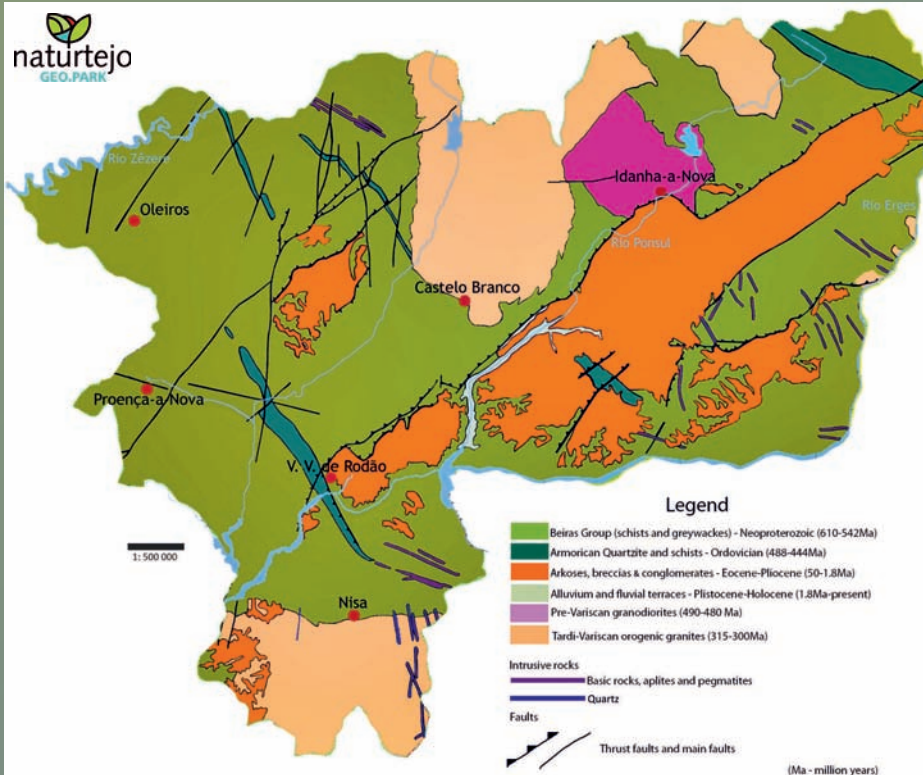 naturtejo
GEO.PARK
Rio Zêzere
Oleiros
Idanha-a-Nova
Rio Erges
Rio Ponsul
Castelo Branco
Proença-a-Nova
V. V. de Rodão
1: 500 000
Nisa
Legend
Beiras Group (schists and greywackes) - Neoproterozoic (610-542Ma)
Armorican Quartzite and schists - Ordovician (488-444Ma)
Arkoses, breccias & conglomerates - Eocene-Pliocene (50-1.8Ma)
Alluvium and fluvial terraces - Plistocene-Holocene (1.8Ma-present)
Pre-Variscan granodiorites (490-480 Ma)
Tardi-Variscan orogenic granites (315-300Ma)
Intrusive rocks
Basic rocks, aplites and pegmatites
Quartz
Faults
Thrust faults and main faults
(Ma - million years)